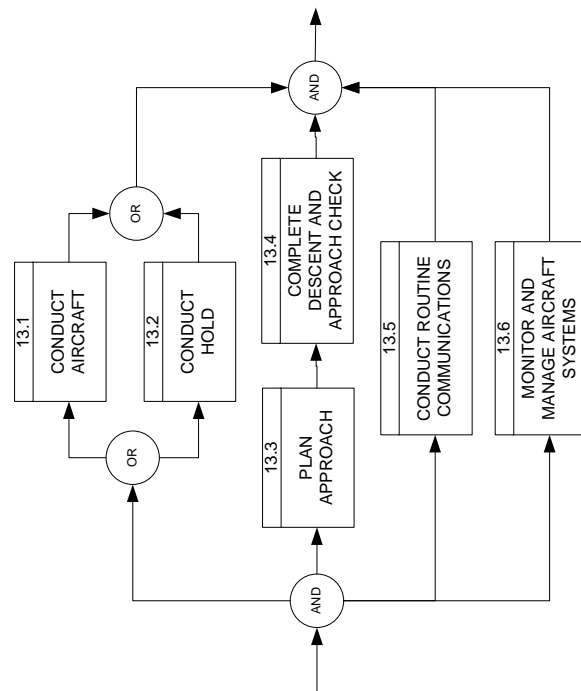 13.1
CONDUCT
AIRCRAFT
OR
OR
13.2
CONDUCT
HOLD
AND
13.3
PLAN
APPROACH
13.4
COMPLETE
DESCENT AND
APPROACH CHECK
AND
13.5
CONDUCT ROUTINE
COMMUNICATIONS
13.6
MONITOR AND
MANAGE AIRCRAFT
SYSTEMS